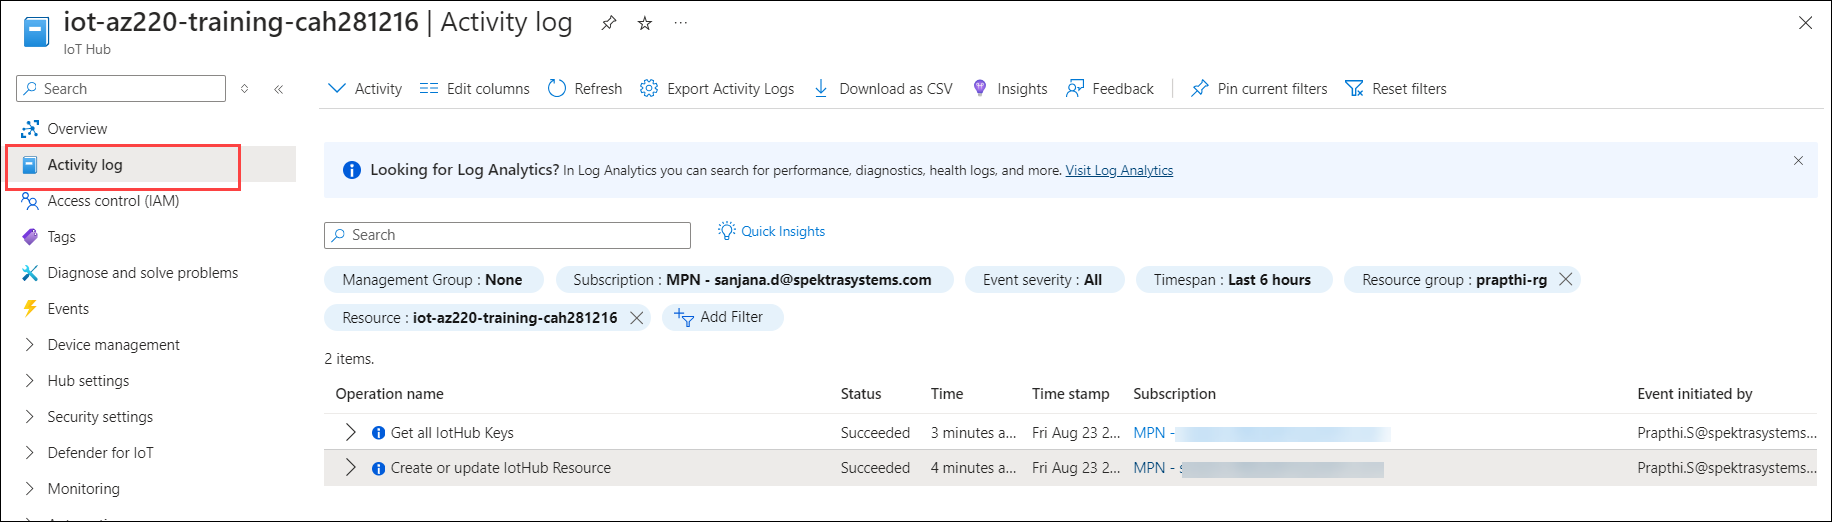 iot-az220-training-cah281216 | Activity log
IoT Hub
Search
Overview
Activity log
Access control (IAM)
Tags
Diagnose and solve problems
Events
Device management
Hub settings
Security settings
Defender for IoT
Monitoring
Activity Edit columns Refresh Export Activity Logs Download as CSV Insights Feedback Pin current filters Reset filters
Looking for Log Analytics? In Log Analytics you can search for performance, diagnostics, health logs, and more. Visit Log Analytics
Search Quick Insights
Management Group : None Subscription : MPN - sanjana.d@spektrasystems.com Event severity : All Timespan : Last 6 hours Resource group : prapthi-rg
Resource : iot-az220-training-cah281216 Add Filter
2 items.
Operation name Status Time Time stamp Subscription Event initiated by
Get all IotHub Keys Succeeded 3 minutes a... Fri Aug 23 2... MPN - Prapthi.S@spektrasystems...
Create or update IotHub Resource Succeeded 4 minutes a... Fri Aug 23 2... MPN - Prapthi.S@spektrasystems...